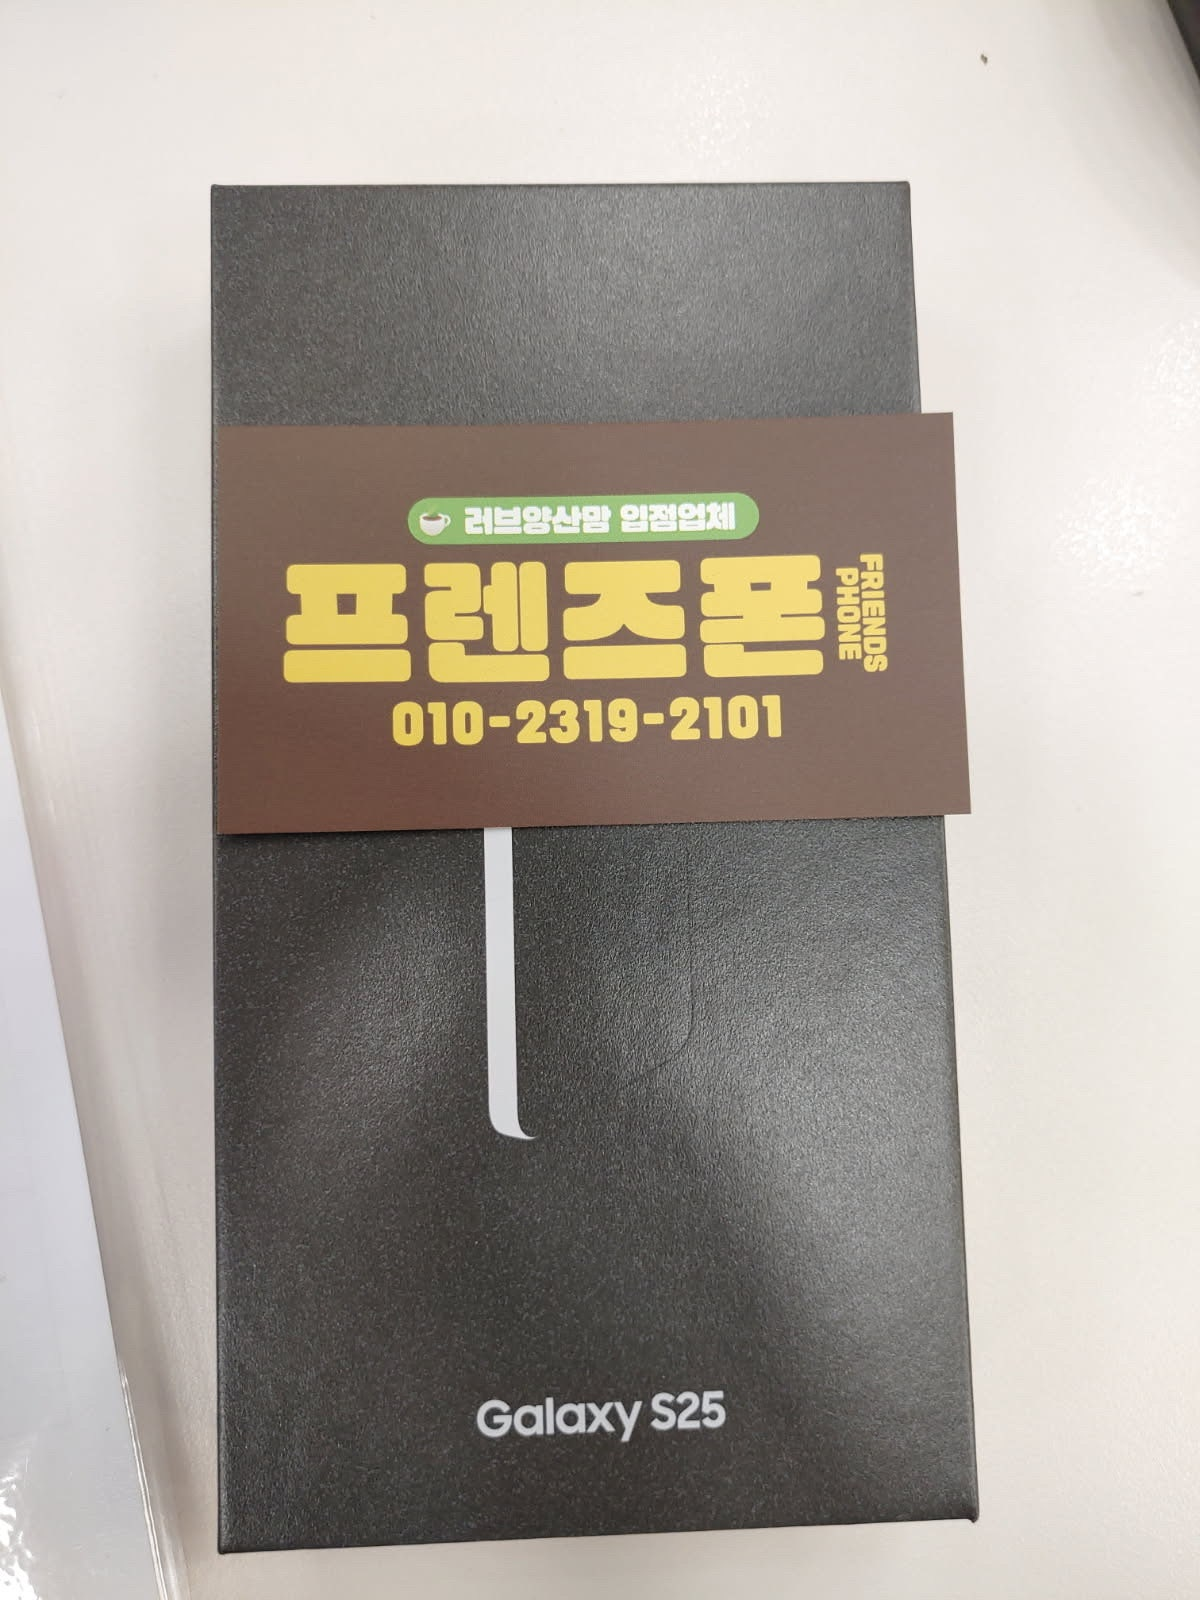 러브양산맘 입점업체
프렌즈폰
FRIENDS
PHONE
010-2319-2101
Galaxy S25